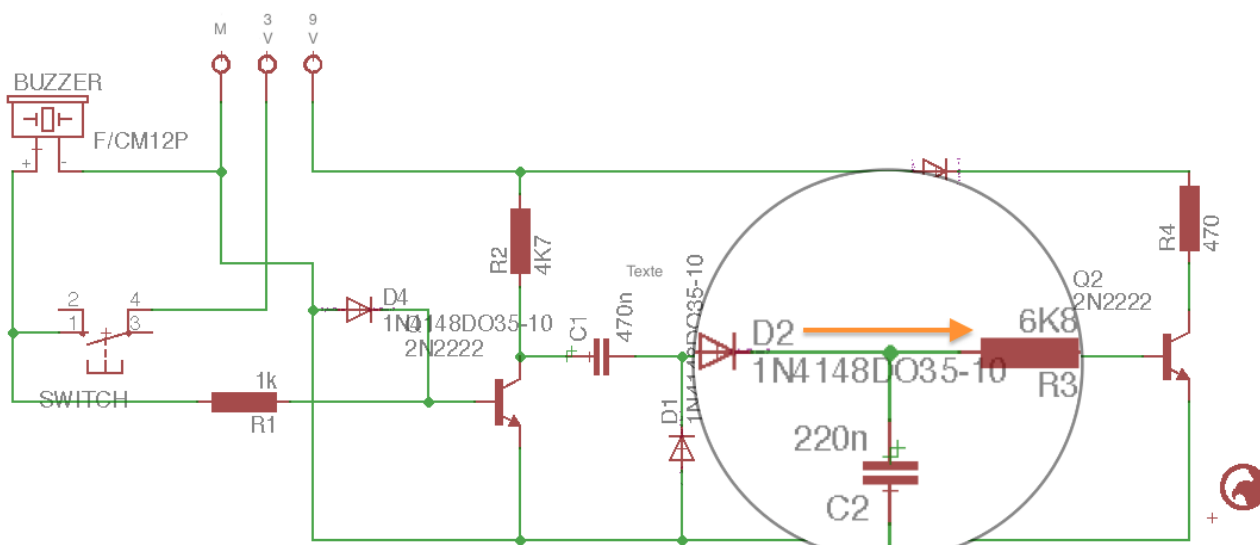 M
3
V
9
V
BUZZER
F/CM12P
+
-
2
4
1
3
SWITCH
1k
R1
D4
1N4148DO35-10
Q1
2N2222
R2
4K7
Texte
C1
470n
D1
1N4148DO35-10
D2
1N4148DO35-10
220n
C2
6K8
R3
Q2
2N2222
R4
470